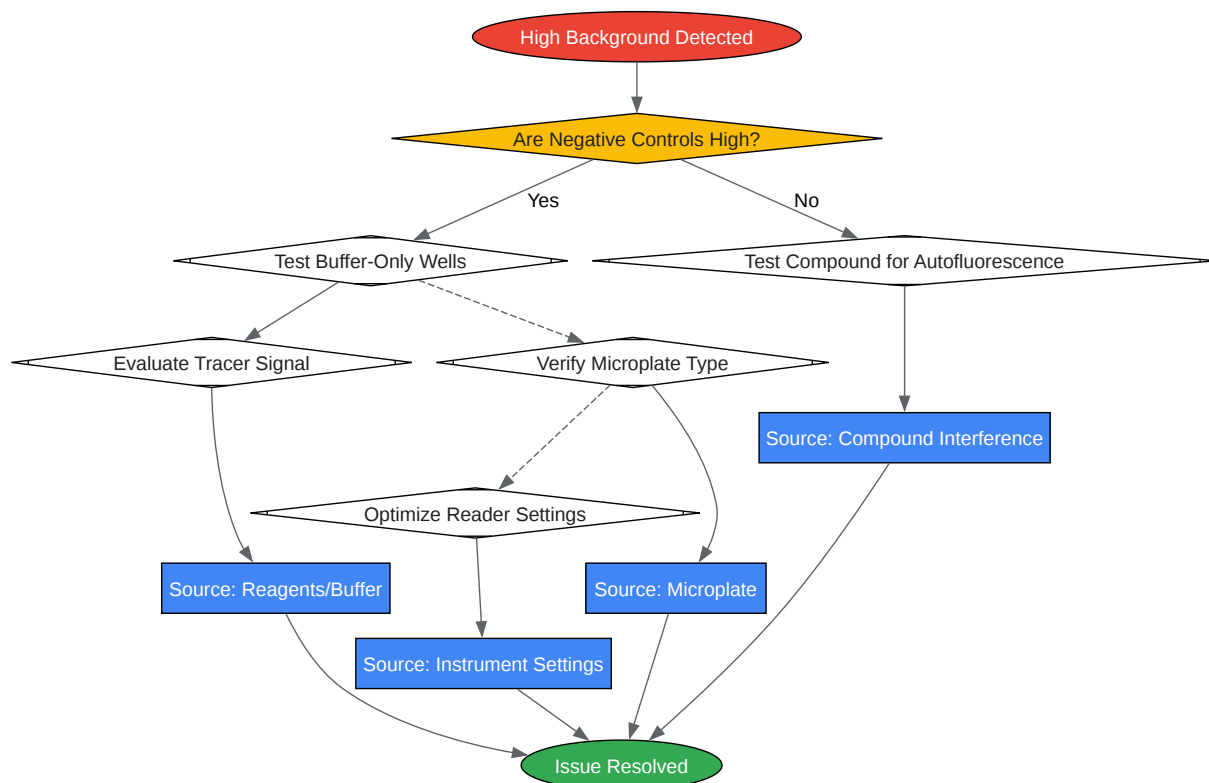 High Background Detected
Are Negative Controls High?
Yes
No
Test Buffer-Only Wells
Test Compound for Autofluorescence
Evaluate Tracer Signal
Verify Microplate Type
Source: Compound Interference
Optimize Reader Settings
Source: Reagents/Buffer
Source: Microplate
Source: Instrument Settings
Issue Resolved